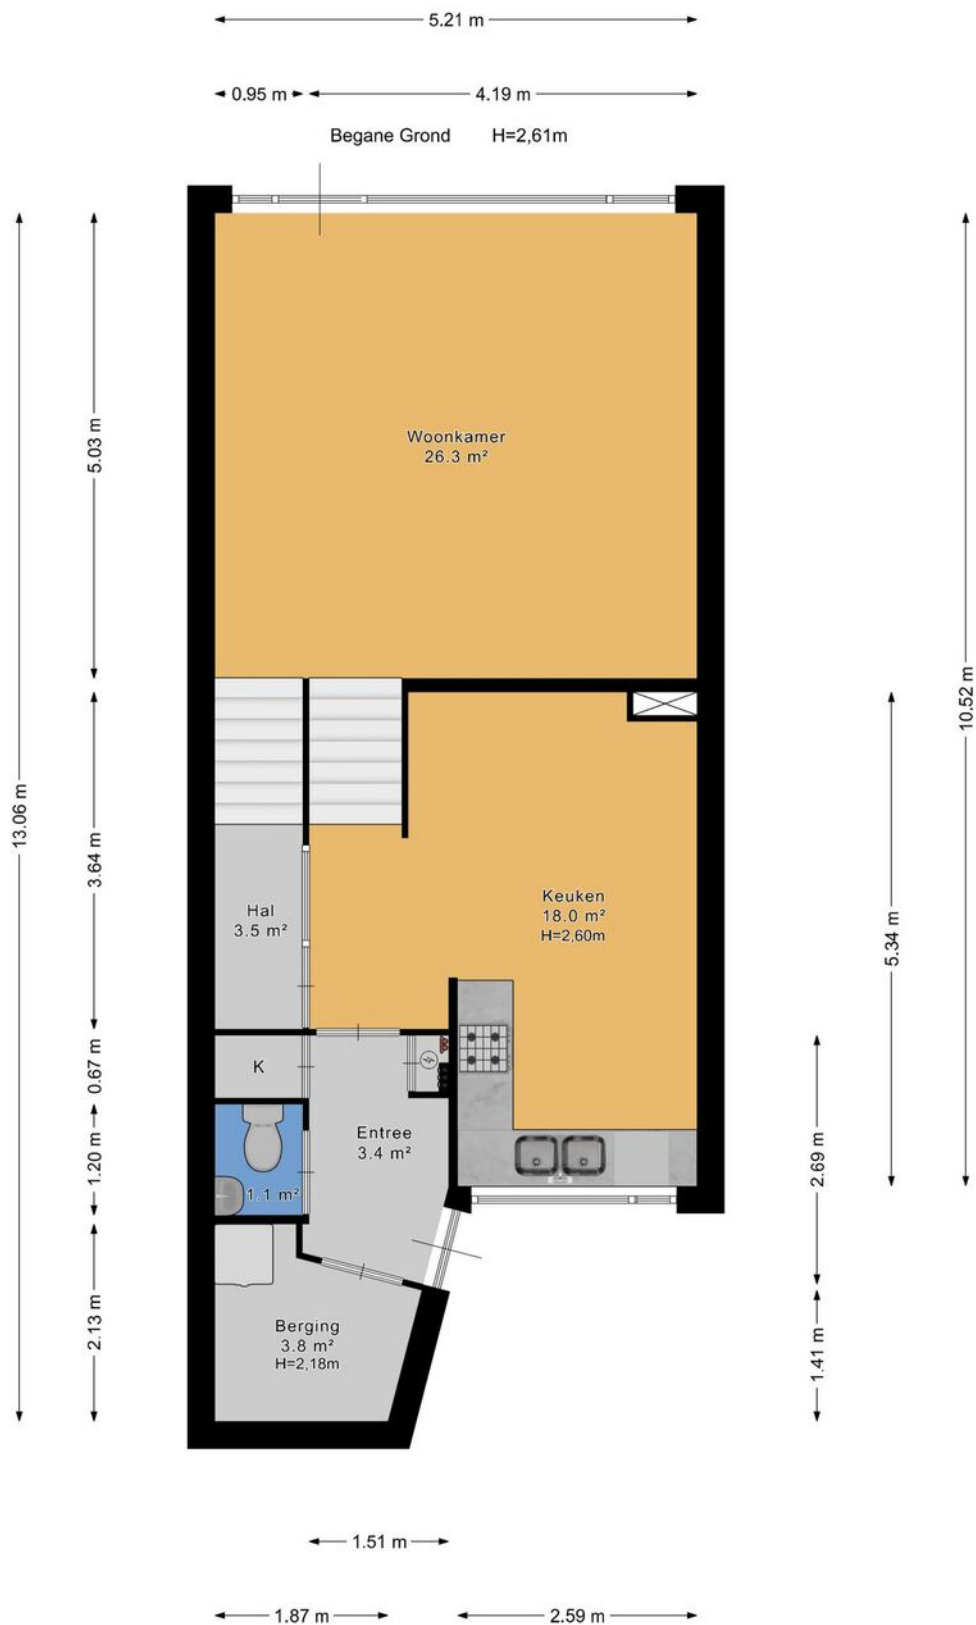 5.21 m
0.95 m
4.19 m
Begane Grond H=2,61m
Woonkamer
26.3 m²
5.03 m
10.52 m
13.06 m
3.64 m
Keuken
18.0 m²
H=2,60m
Hal
3.5 m²
5.34 m
0.67 m
K
Entree
3.4 m²
1.20 m
2.69 m
1.1 m²
2.13 m
Berging
3.8 m²
H=2,18m
1.41 m
1.51 m
1.87 m
2.59 m